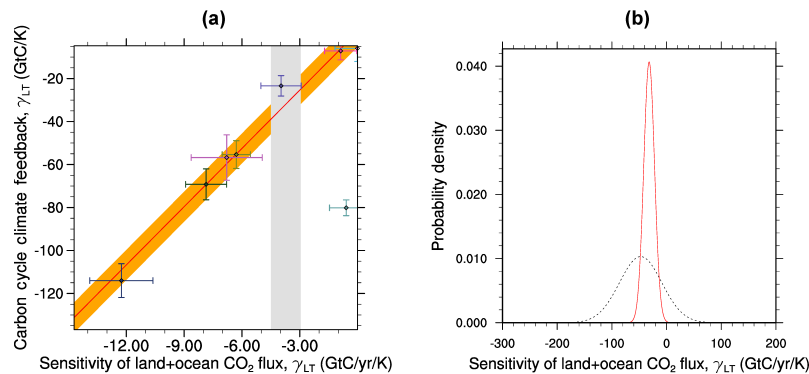 (a)
Carbon cycle climate feedback, γLT (GtC/K)
-20
-40
-60
-80
-100
-120
-12.00 -9.00 -6.00 -3.00
Sensitivity of land+ocean CO2 flux, γLT (GtC/yr/K)
(b)
Probability density
0.040
0.030
0.020
0.010
0.000
-300 -200 -100 0 100 200
Sensitivity of land+ocean CO2 flux, γLT (GtC/yr/K)